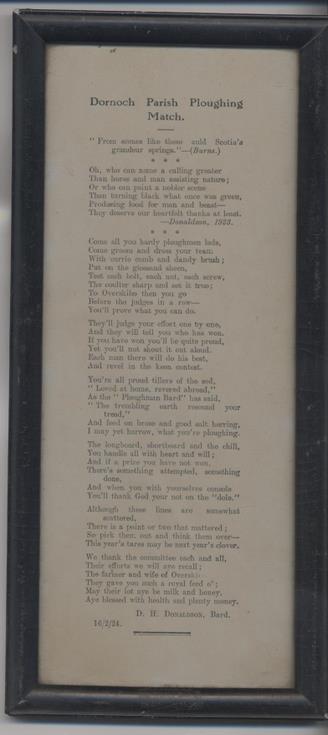 Dornoch Parish Ploughing
Match.
" From scenes like these auld Scotia's
grandeur springs."—(Burns.)
* * *
Oh, who can name a calling greater
Than horse and man assisting nature;
Or who can paint a nobler scene
Than turning black what once was green,
Producing food for man and beast—
They deserve our heartfelt thanks at least.
—Donaldson, 1923.
* * *
Come all you hardy ploughmen lads,
Come groom and dress your team
With currie comb and dandy brush;
Put on the glossand sheen,
Test each bolt, each nut, each screw,
The coulter sharp and set it true;
To Overskibo then you go
Before the judges in a row—
You'll prove what you can do.
They'll judge your effort one by one,
And they will tell you who has won.
If you have won you'll be quite proud,
Yet you'll not shout it out aloud.
Each man there will do his best,
And revel in the keen contest.
You're all proud tillers of the sod,
" Loved at home, revered abroad,"
As the " Ploughman Bard" has said,
" The trembling earth resound your
tread,"
And feed on brose and good salt herring,
I may yet harrow, what you're ploughing.
The longboard, shortboard and the chill,
You handle all with heart and will;
And if a prize you have not won,
There's something attempted, something
done,
And when you with yourselves console
You'll thank God your not on the "dole."
Although these lines are somewhat
scattered,
There is a point or two that mattered;
So pick them out and think them over—
This year's tares may be next year's clover.
We thank the committee each and all,
Their efforts we will aye recall;
The farmer and wife of
They gave you such a royal feed o';
May their lot aye be milk and honey,
Aye blessed with health and plenty money.
D. H. Donaldson, Bard.
16/2/24.